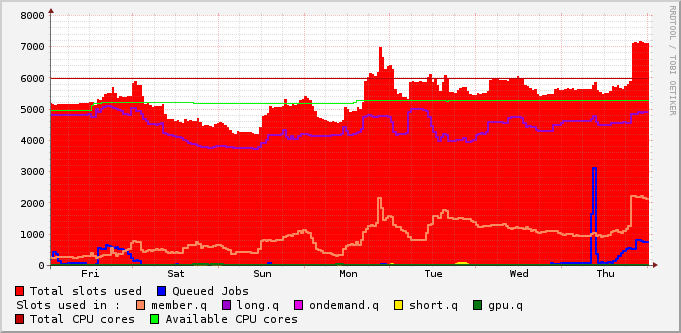 8000
7000
6000
5000
4000
3000
2000
1000
0
Fri Sat Sun Mon Tue Wed Thu
RRDTOOL / TOBI OETIKER
Total slots used Queued Jobs
Slots used in : member.q long.q ondemand.q short.q gpu.q
Total CPU cores Available CPU cores